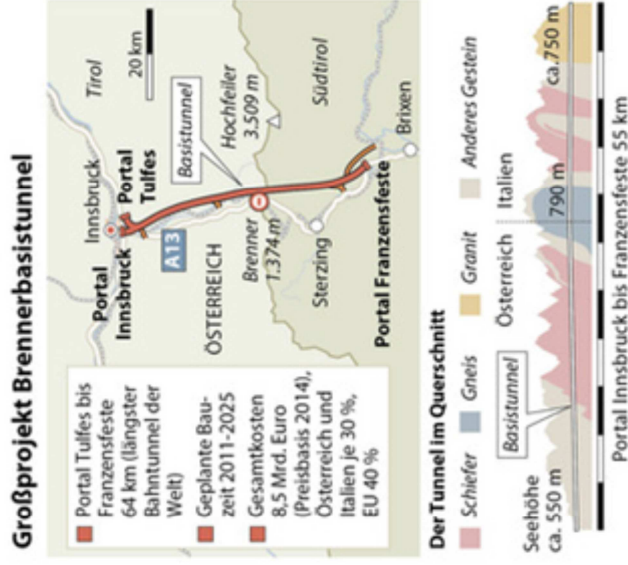 Großprojekt Brennerbasistunnel
Portal Tulfes bis
Franzensfeste
64 km (längster
Bahntunnel der
Welt)
Geplante Bau-
zeit 2011-2025
Gesamtkosten
8,5 Mrd. Euro
(Preisbasis 2014),
Österreich und
Italien je 30 %,
EU 40 %
Innsbruck
Tirol
Portal
Innsbruck
Portal
Tulfes
20 km
A13
Basistunnel
ÖSTERREICH
Hochfeiler
3.509 m
Brenner
1.374 m
Südtirol
Sterzing
Portal Franzensfeste
Brixen
Der Tunnel im Querschnitt
Schiefer
Gneis
Granit
Anderes Gestein
Seehöhe
ca. 550 m
Basistunnel
Österreich
Italien
790 m
ca.750 m
Portal Innsbruck bis Franzensfeste 55 km